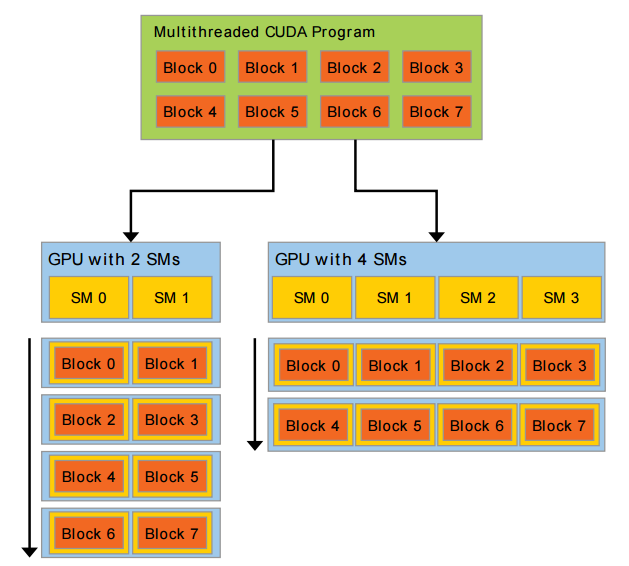 Multithreaded CUDA Program
Block 0 Block 1 Block 2 Block 3
Block 4 Block 5 Block 6 Block 7
GPU with 2 SMs
SM 0 SM 1
Block 0 Block 1
Block 2 Block 3
Block 4 Block 5
Block 6 Block 7
GPU with 4 SMs
SM 0 SM 1 SM 2 SM 3
Block 0 Block 1 Block 2 Block 3
Block 4 Block 5 Block 6 Block 7